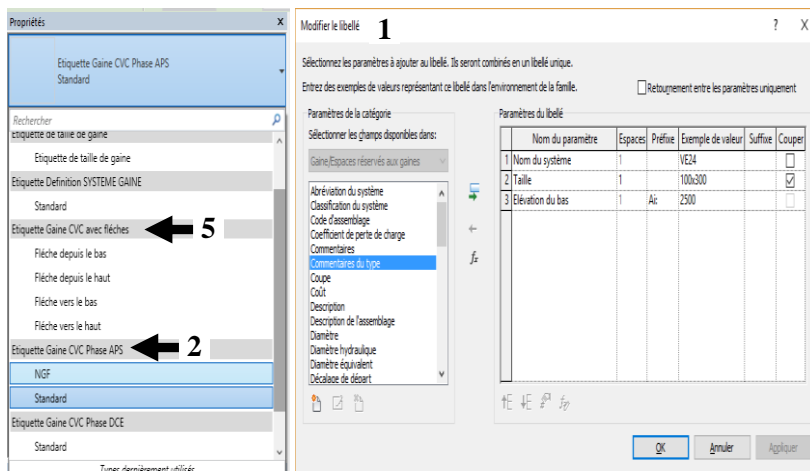 Propriétés X
Etiquette Gaine CVC Phase APS
Standard
Rechercher
Etiquette de taille de gaine
Etiquette de taille de gaine
Etiquette Definition SYSTEME GAINE
Standard
Etiquette Gaine CVC avec fléches 5
Fléche depuis le bas
Fléche depuis le haut
Fléche vers le bas
Fléche vers le haut
Etiquette Gaine CVC Phase APS 2
NGF
Standard
Etiquette Gaine CVC Phase DCE
Standard
Types dernièrement utilisés
Modifier le libellé 1 ? X
Sélectionnez les paramètres à ajouter au libellé. Ils seront combinés en un libellé unique.
Entrez des exemples de valeurs représentant ce libellé dans l'environnement de la famille. Retournement entre les paramètres uniquement
Paramètres de la catégorie
Sélectionner les champs disponibles dans:
Gaine/Espaces réservés aux gaines
Abréviation du système
Classification du système
Code d'assemblage
Coefficient de perte de charge
Commentaires
Commentaires du type
Coupe
Coût
Description
Description de l'assemblage
Diamètre
Diamètre hydraulique
Diamètre équivalent
Décalage de départ
fx
Paramètres du libellé
Nom du paramètre Espaces Préfixe Exemple de valeur Suffixe Couper
1 Nom du système 1 VE24
2 Taille 1 100x300
3 Elévation du bas 1 Ai: 2500
OK Annuler Appliquer